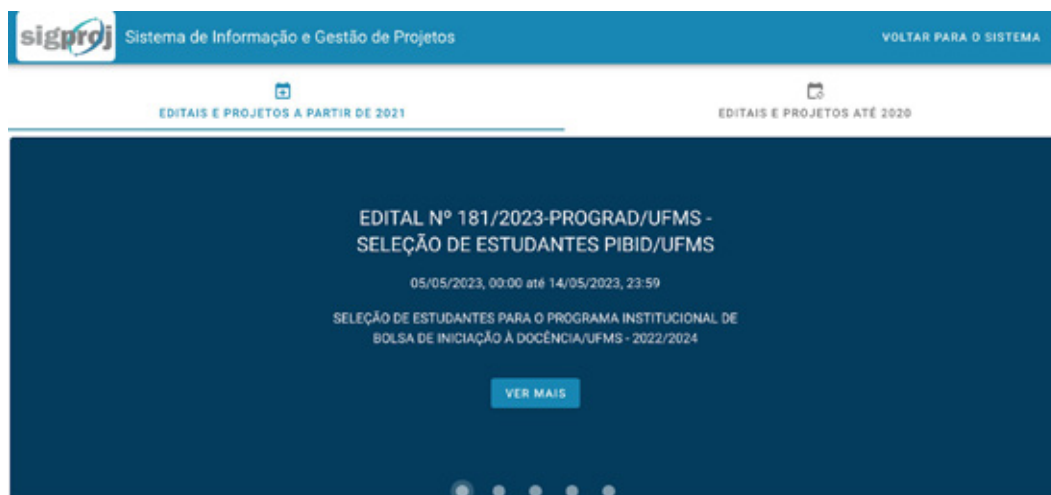 sigproj Sistema de Informação e Gestão de Projetos VOLTAR PARA O SISTEMA
EDITAIS E PROJETOS A PARTIR DE 2021 EDITAIS E PROJETOS ATÉ 2020
EDITAL Nº 181/2023-PROGRAD/UFMS -
SELEÇÃO DE ESTUDANTES PIBID/UFMS
05/05/2023, 00:00 até 14/05/2023, 23:59
SELEÇÃO DE ESTUDANTES PARA O PROGRAMA INSTITUCIONAL DE
BOLSA DE INICIAÇÃO À DOCÊNCIA/UFMS - 2022/2024
VER MAIS